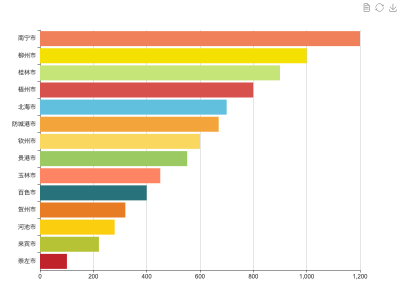 南宁市
柳州市
桂林市
梧州市
北海市
防城港市
钦州市
贵港市
玉林市
百色市
贺州市
河池市
来宾市
崇左市
0 200 400 600 800 1,000 1,200